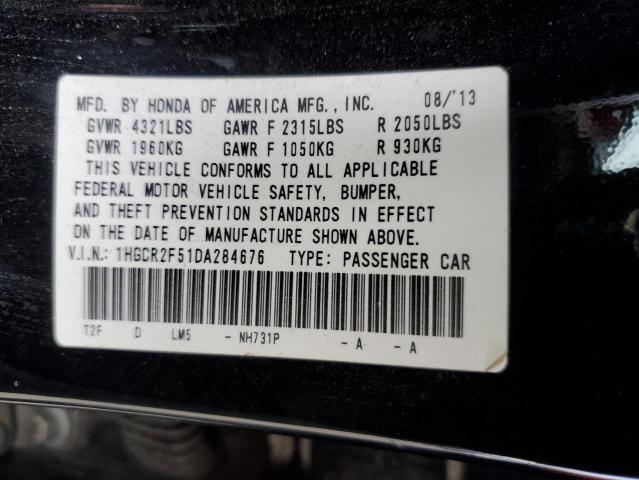 MFD. BY HONDA OF AMERICA MFG., INC. 08/'13
GVWR 4321LBS GAWR F 2315LBS R 2050LBS
GVWR 1960KG GAWR F 1050KG R 930KG
THIS VEHICLE CONFORMS TO ALL APPLICABLE
FEDERAL MOTOR VEHICLE SAFETY, BUMPER,
AND THEFT PREVENTION STANDARDS IN EFFECT
ON THE DATE OF MANUFACTURE SHOWN ABOVE.
V.I.N.: 1HGCR2F51DA284676 TYPE: PASSENGER CAR
T2F D LM5 - NH731P - A - A